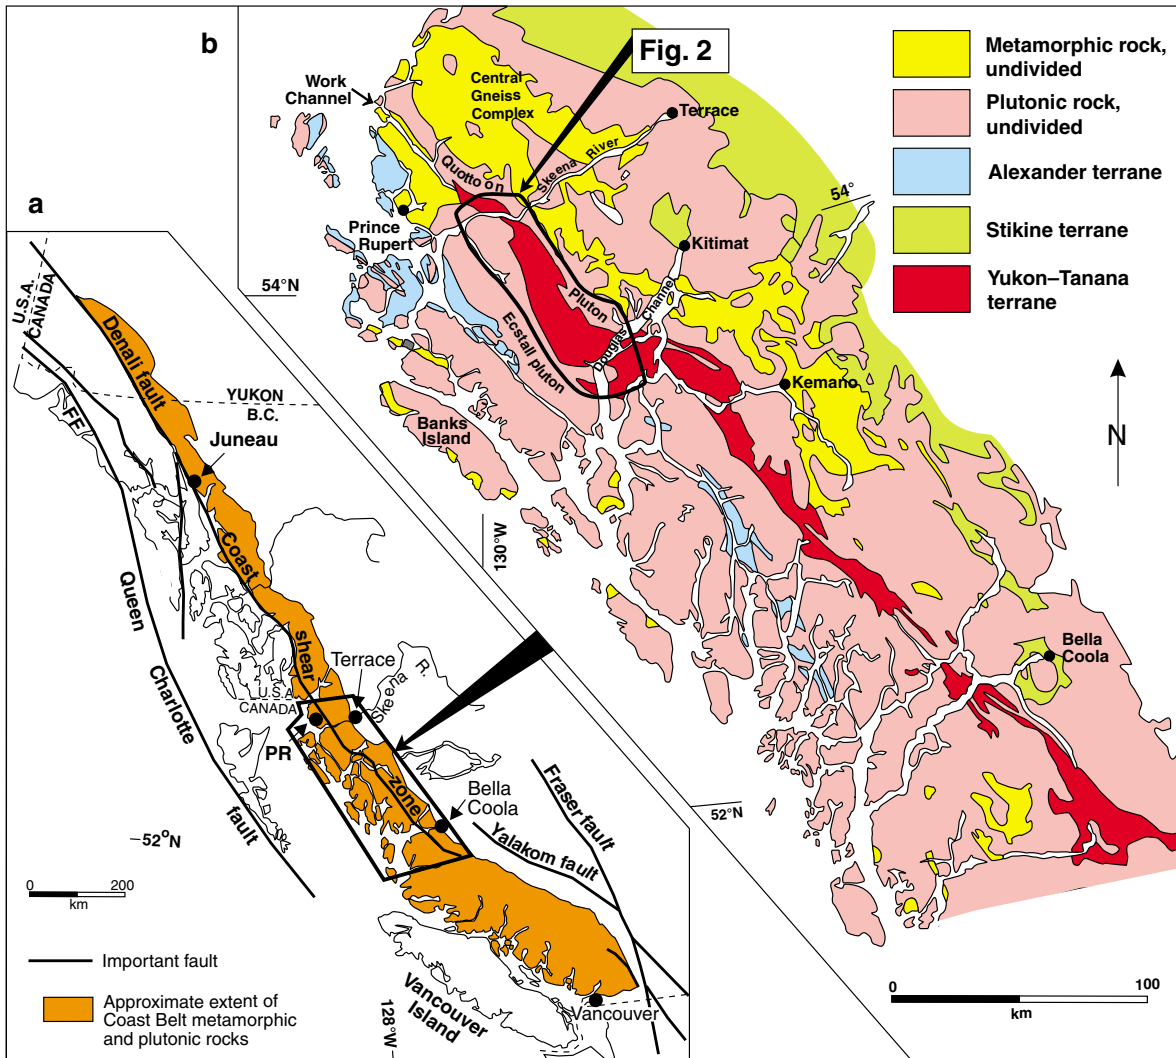 b
Fig. 2
Work
Channel
Central
Gneiss
Complex
Terrace
Skeena River
Quotto on
Prince
Rupert
54°
Kitimat
54°N
Pluton
Ecstall pluton
Douglas Channel
Kemano
Banks
Island
130°W
N
Bella
Coola
52°N
Metamorphic rock,
undivided
Plutonic rock,
undivided
Alexander terrane
Stikine terrane
Yukon–Tanana
terrane
0
100
km
a
U.S.A.
CANADA
Denali fault
YUKON
B.C.
FF
Juneau
Coast
shear
zone
Queen
Charlotte
fault
Terrace
U.S.A
CANADA
Skeena R.
PR
Bella
Coola
Fraser fault
Yalakom fault
52°N
0
200
km
Important fault
Approximate extent of
Coast Belt metamorphic
and plutonic rocks
128°W
Vancouver
Island
Vancouver